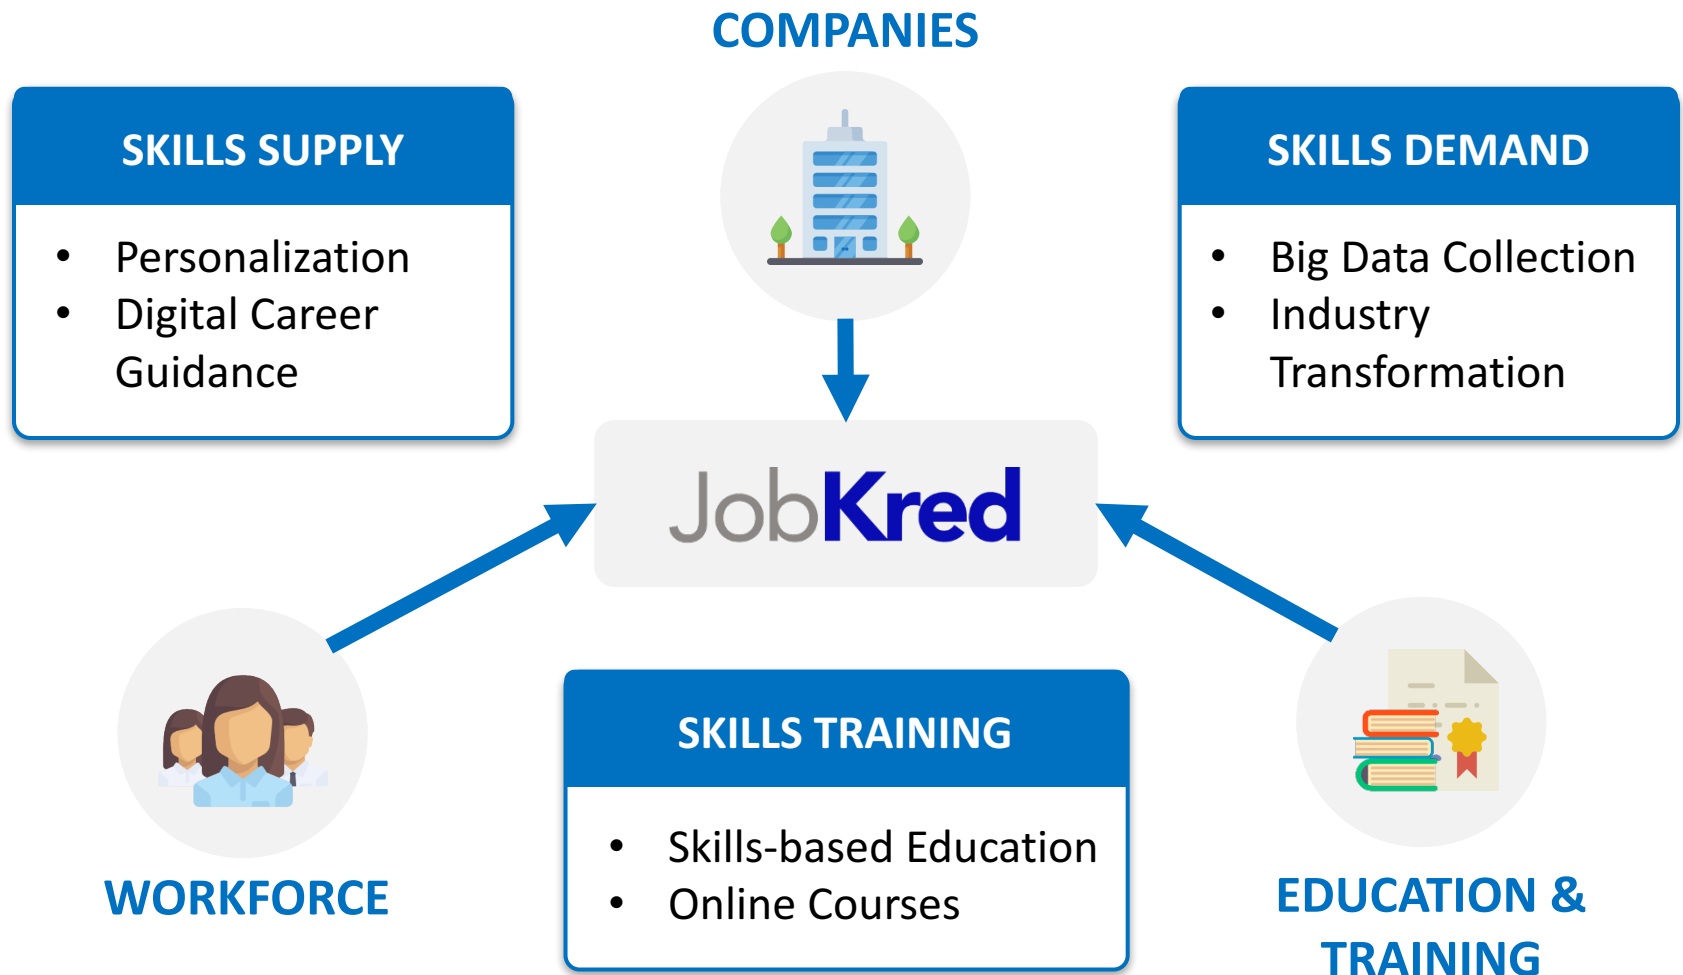 COMPANIES
SKILLS SUPPLY
• Personalization
• Digital Career
Guidance
SKILLS DEMAND
• Big Data Collection
• Industry
Transformation
JobKred
WORKFORCE
SKILLS TRAINING
• Skills-based Education
• Online Courses
EDUCATION &
TRAINING